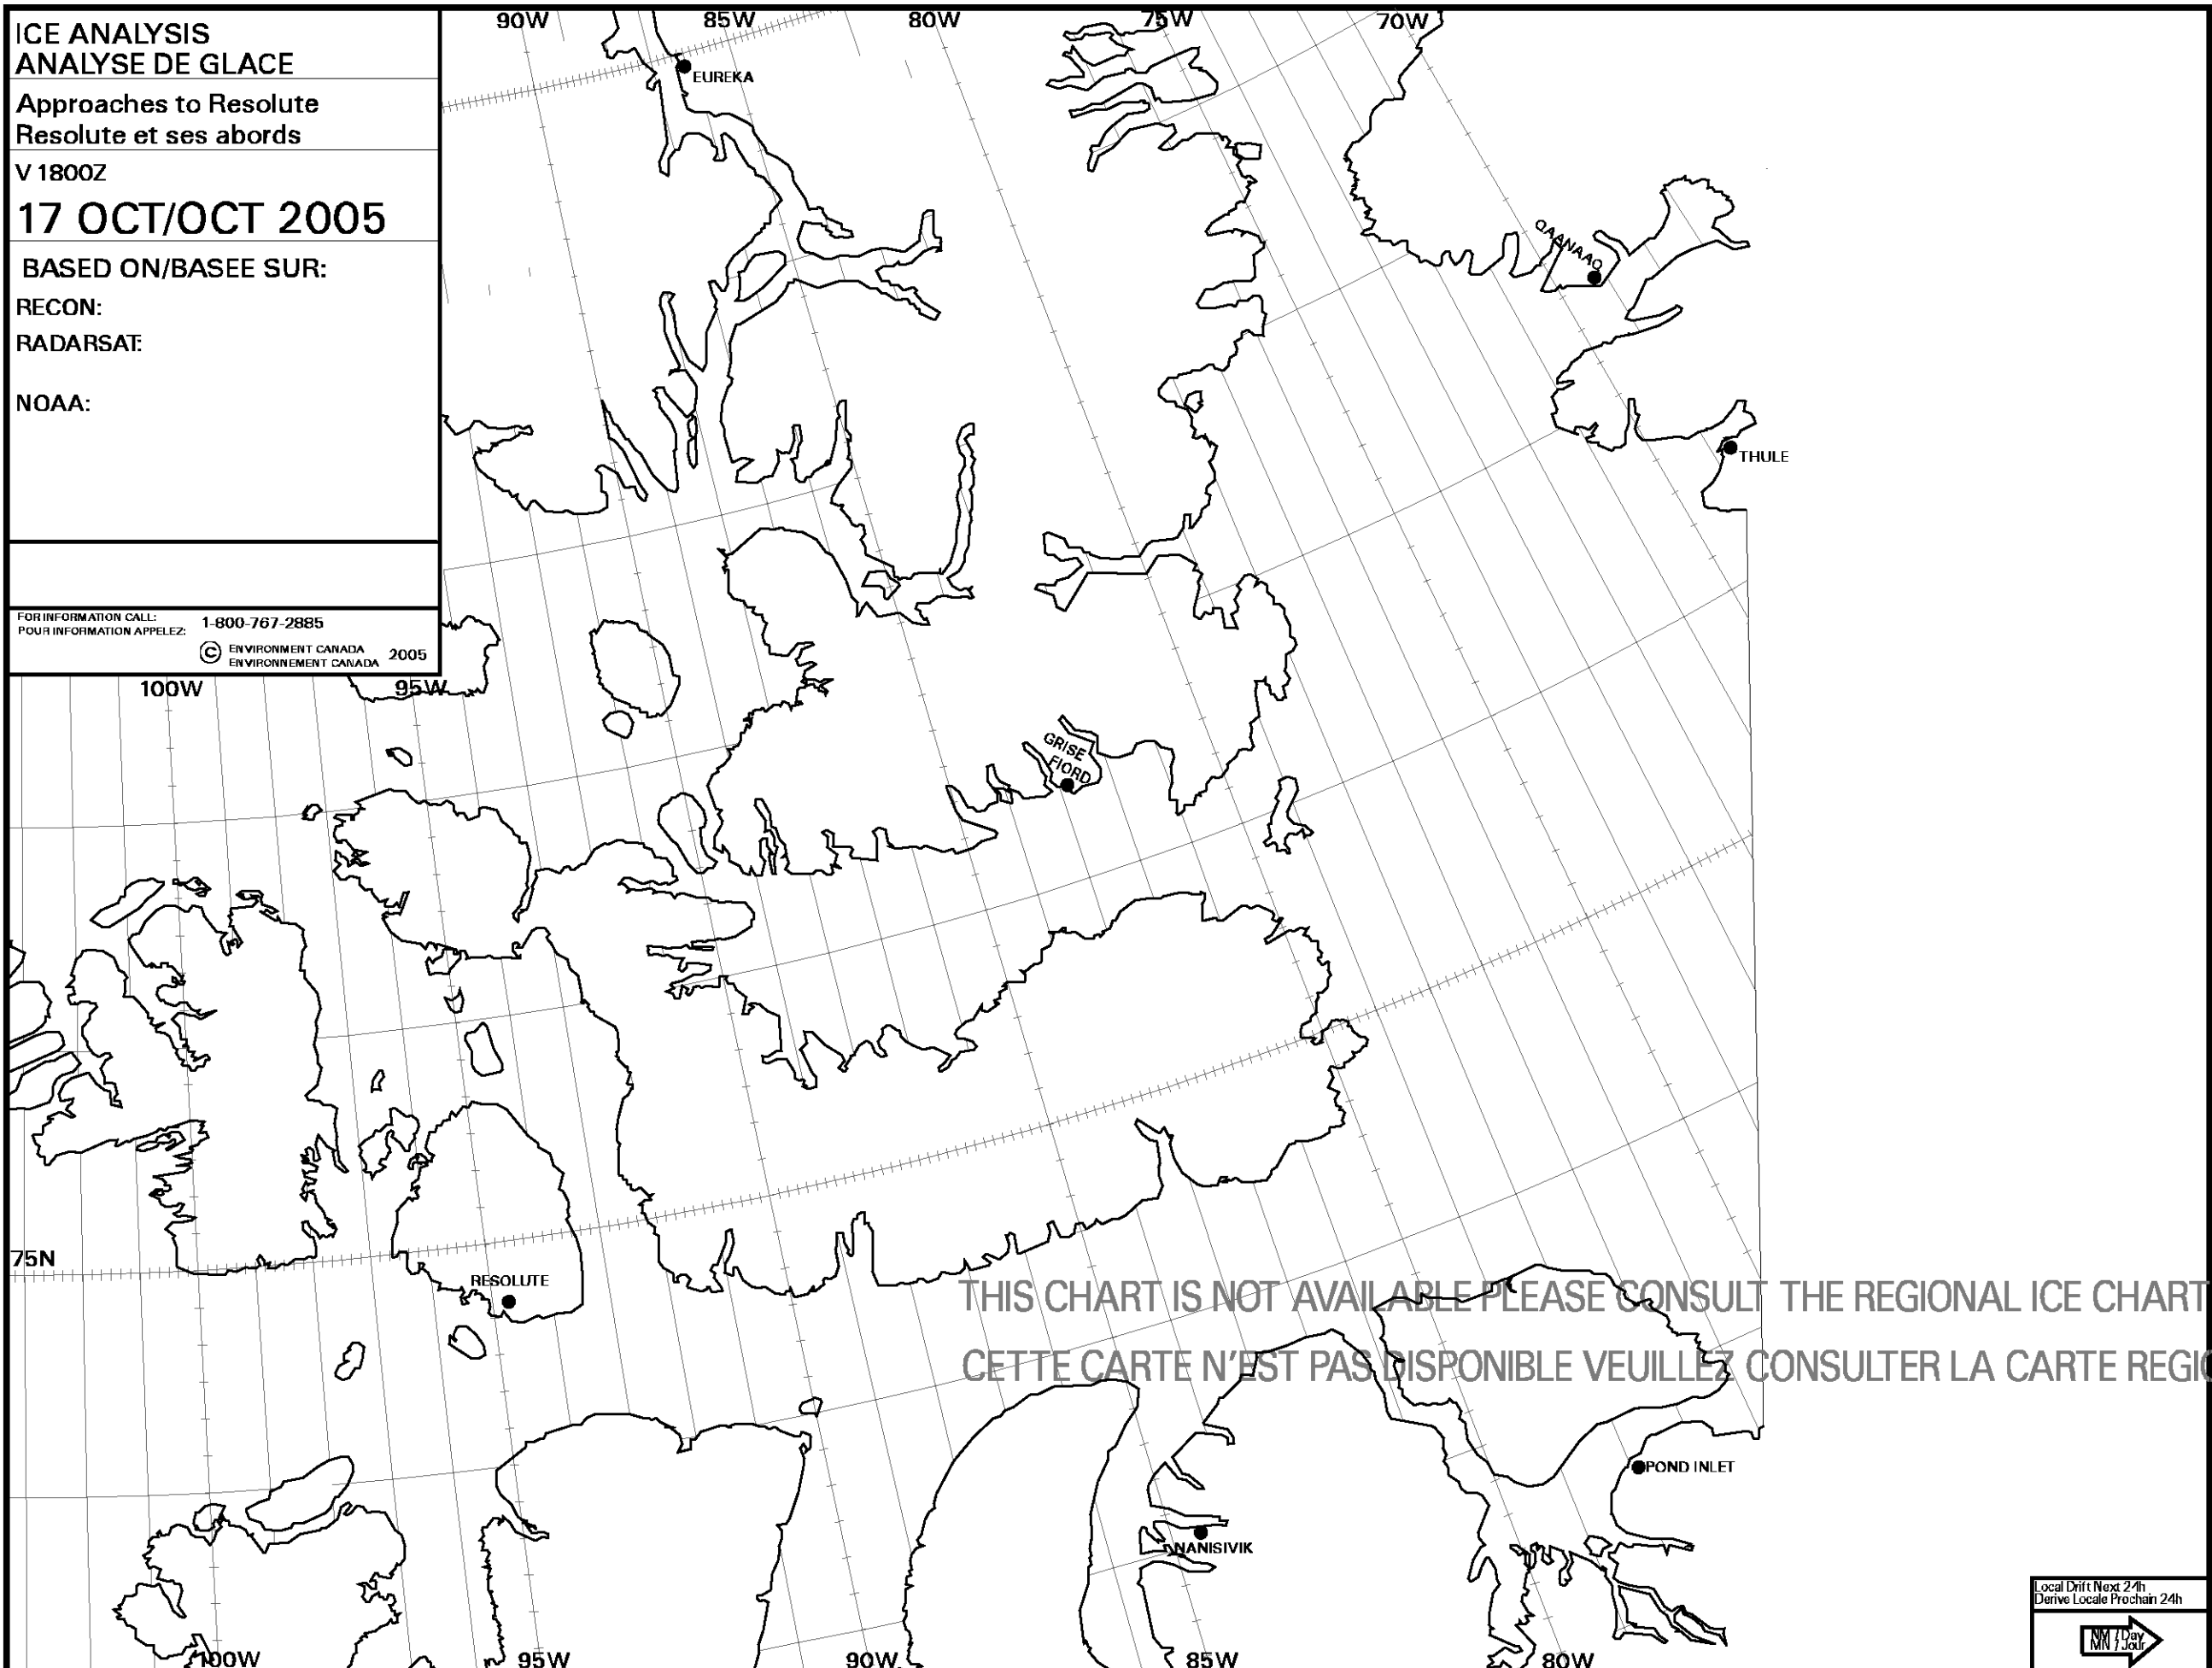 ICE ANALYSIS
ANALYSE DE GLACE
Approaches to Resolute
Resolute et ses abords
V 1800Z
17 OCT/OCT 2005
BASED ON/BASEE SUR:
RECON:
RADARSAT:
NOAA:
FOR INFORMATION CALL: 1-800-767-2885
POUR INFORMATION APPELEZ:
© ENVIRONMENT CANADA 2005
ENVIRONNEMENT CANADA
90W 85W 80W 75W 70W
EUREKA
QAANAAQ
THULE
100W 95W
GRISE
FIORD
75N
RESOLUTE
THIS CHART IS NOT AVAILABLE PLEASE CONSULT THE REGIONAL ICE CHART
CETTE CARTE N'EST PAS DISPONIBLE VEUILLEZ CONSULTER LA CARTE
POND INLET
NANISIVIK
Local Drift Next 24h
Derive Locale Prochain 24h
NM / Day
MN / Jour
100W 95W 90W 85W 80W